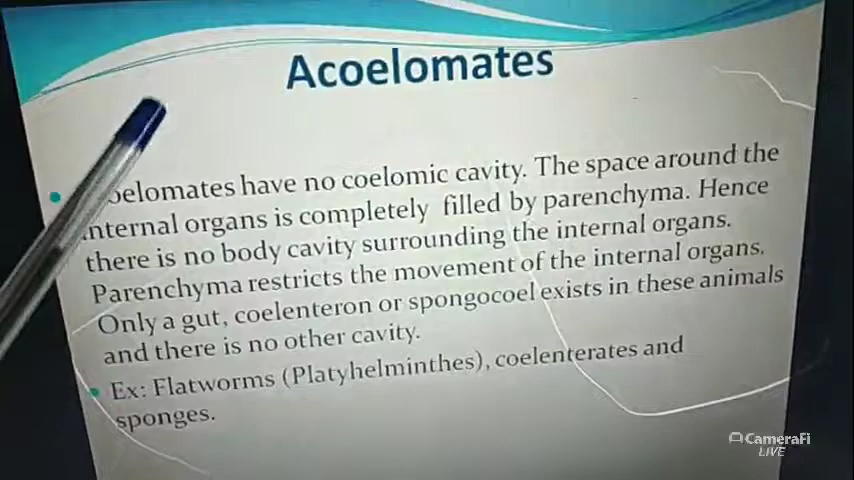 Acoelomates
oelomates have no coelomic cavity. The space around the
internal organs is completely filled by parenchyma. Hence
there is no body cavity surrounding the internal organs.
Parenchyma restricts the movement of the internal organs.
Only a gut, coelenteron or spongocoel exists in these animals
and there is no other cavity.
Ex: Flatworms (Platyhelminthes), coelenterates and
sponges.
CameraFi
LIVE